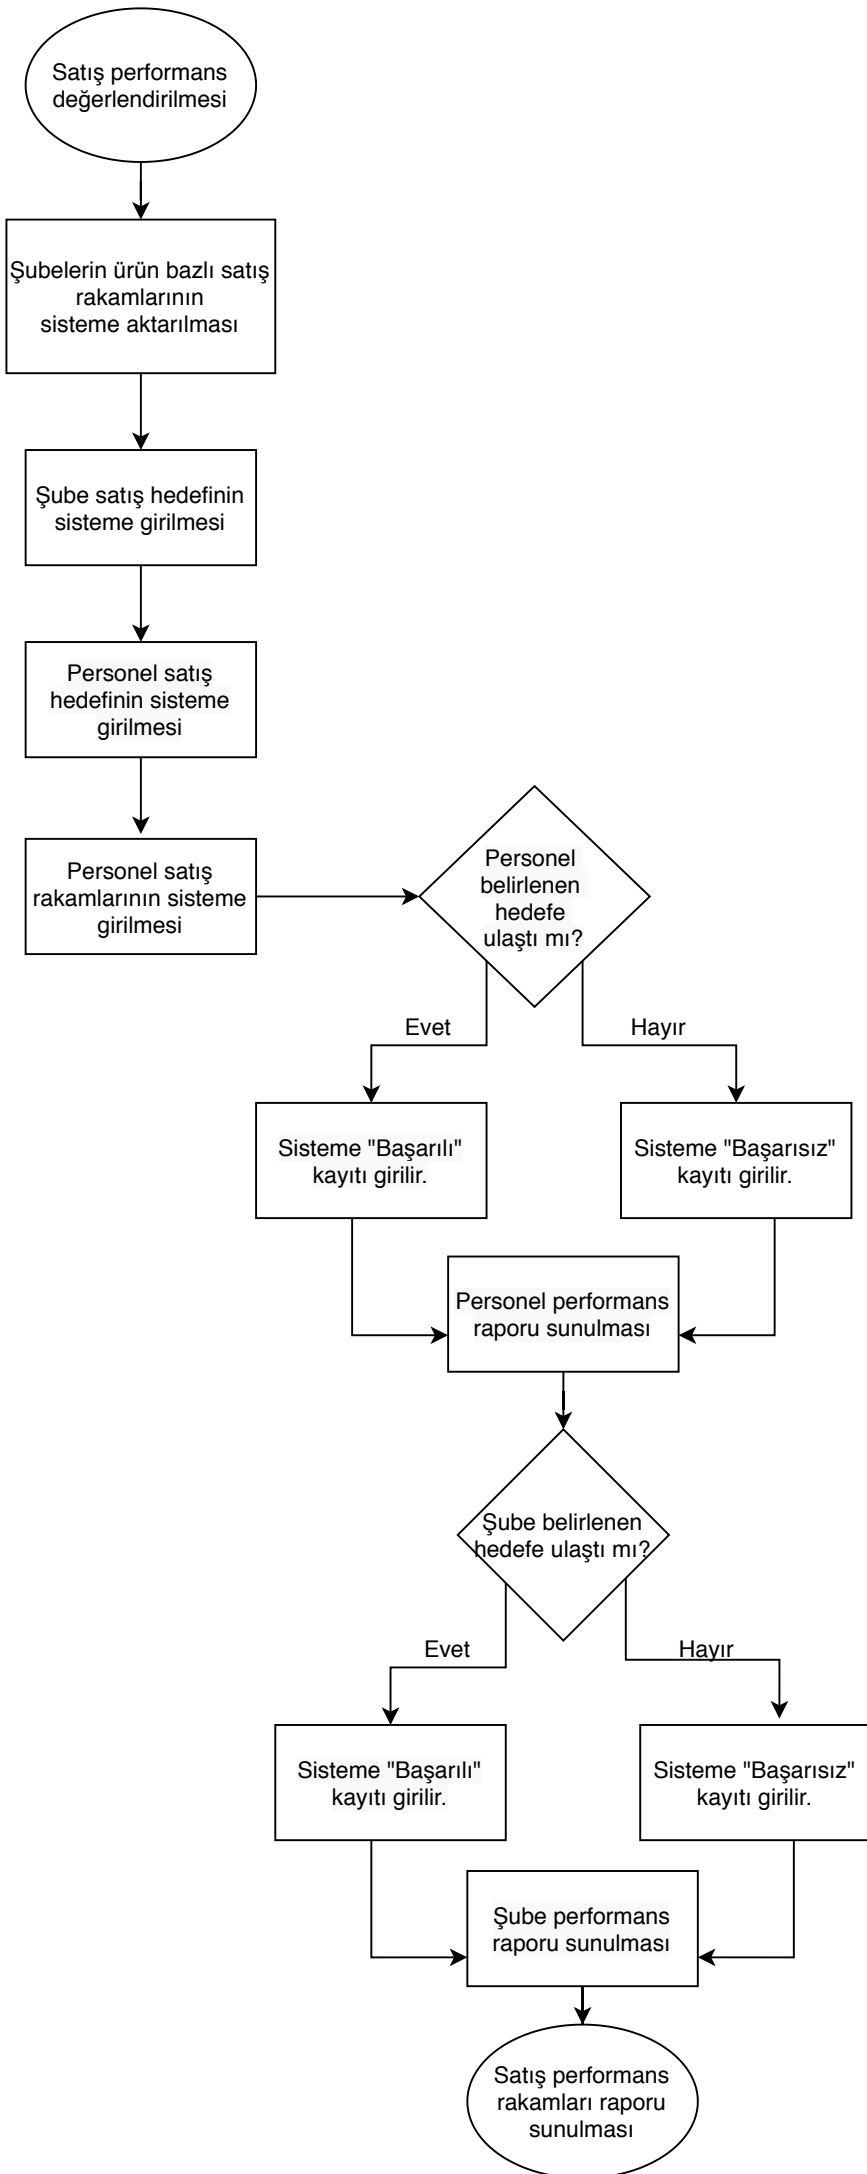 Satış performans
değerlendirilmesi
Şubelerin ürün bazlı satış
rakamlarının
sisteme aktarılması
Şube satış hedefinin
sisteme girilmesi
Personel satış
hedefinin sisteme
girilmesi
Personel satış
rakamlarının sisteme
girilmesi
Personel
belirlenen
hedefe
ulaştı mı?
Evet
Hayır
Sisteme "Başarılı"
kayıtı girilir.
Sisteme "Başarısız"
kayıtı girilir.
Personel performans
raporu sunulması
Şube belirlenen
hedefe ulaştı mı?
Evet
Hayır
Sisteme "Başarılı"
kayıtı girilir.
Sisteme "Başarısız"
kayıtı girilir.
Şube performans
raporu sunulması
Satış performans
rakamları raporu
sunulması